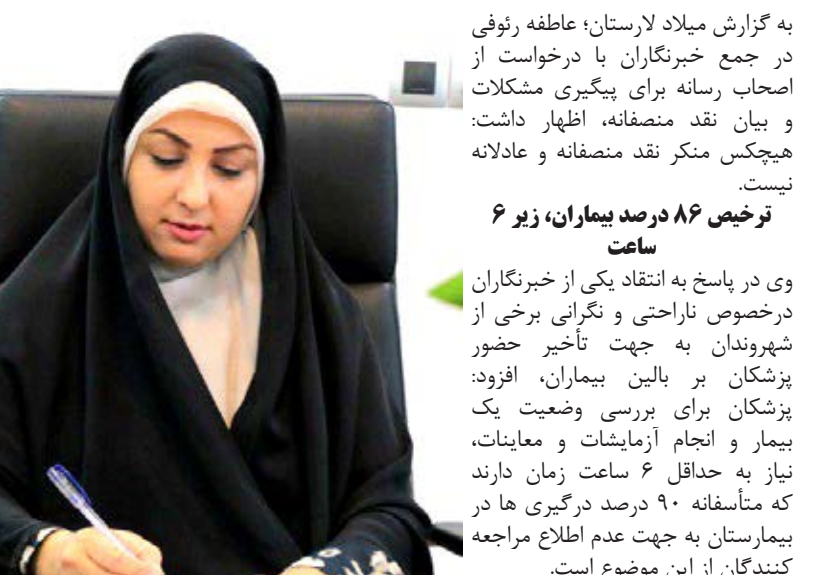 به گزارش میلاد لارستان؛ عاطفه رئوفی
در جمع خبرنگاران با درخواست از
اصحاب رسانه برای پیگیری مشکلات
و بیان نقد منصفانه، اظهار داشت:
هیچکس منکر نقد منصفانه و عادلانه
نیست.
ترخیص ۸۶ درصد بیماران، زیر ۶
ساعت
وی در پاسخ به انتقاد یکی از خبرنگاران
درخصوص ناراحتی و نگرانی برخی از
شهروندان به جهت تأخیر حضور
پزشکان بر بالین بیماران، افزود:
پزشکان برای بررسی وضعیت یک
بیمار و انجام آزمایشات و معاینات،
نیاز به حداقل ۶ ساعت زمان دارند
که متأسفانه ۹۰ درصد درگیری ها در
بیمارستان به جهت عدم اطلاع مراجعه
کنندگان از این موضوع است.